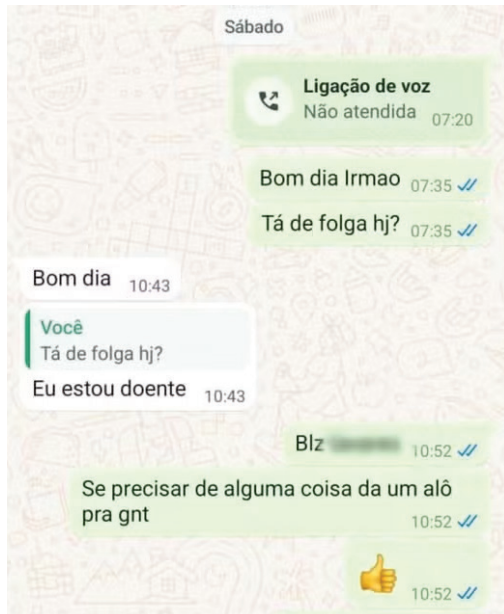 Sábado
Ligação de voz
Não atendida 07:20
Bom dia Irmao 07:35
Tá de folga hj? 07:35
Bom dia 10:43
Você
Tá de folga hj?
Eu estou doente 10:43
Blz 10:52
Se precisar de alguma coisa da um alô
pra gnt 10:52
10:52